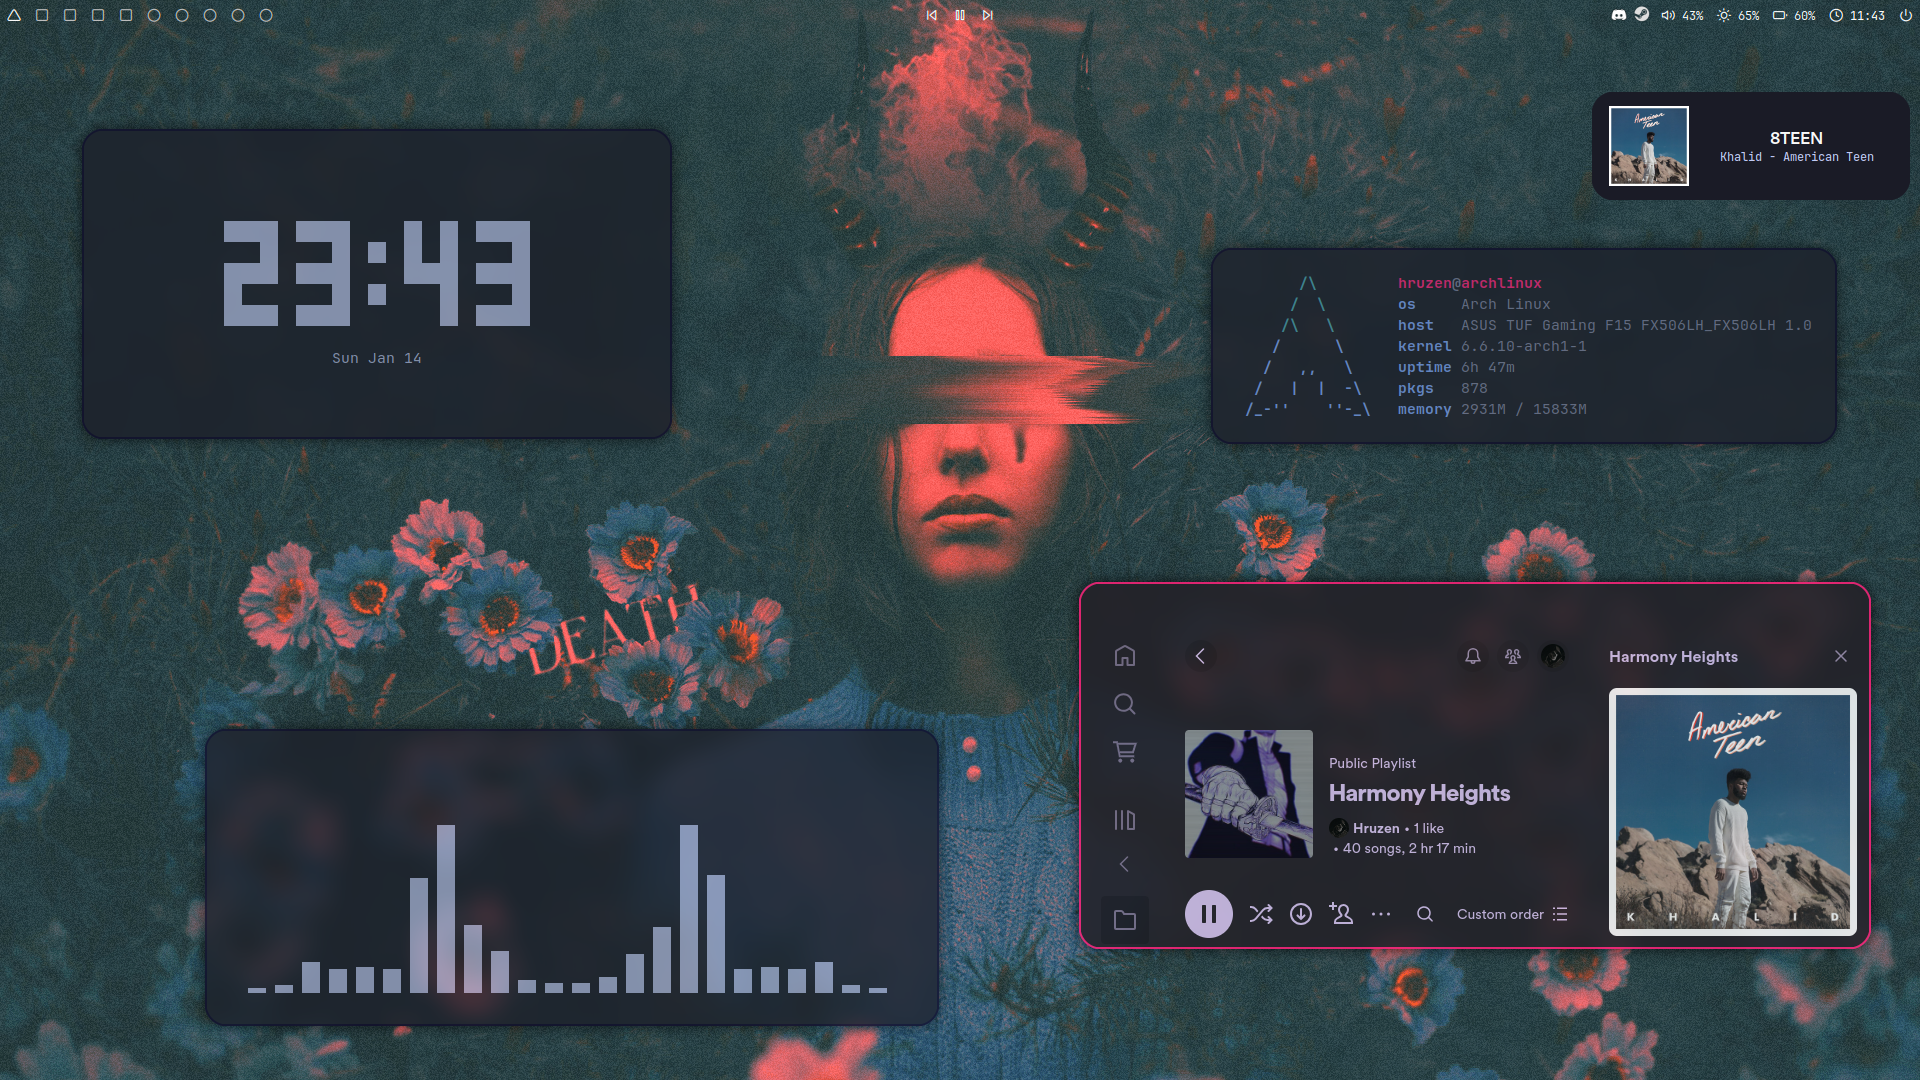 43%
65%
60%
11:43
8TEEN
Khalid - American Teen
American
Teen
23:43
Sun Jan 14
hruzen@archlinux
os Arch Linux
host ASUS TUF Gaming F15 FX506LH_FX506LH 1.0
kernel 6.6.10-arch1-1
uptime 6h 47m
pkgs 878
memory 2931M / 15833M
DEATH
Harmony Heights
Public Playlist
Harmony Heights
Hruzen • 1 like
• 40 songs, 2 hr 17 min
Custom order
American
Teen
KHALID